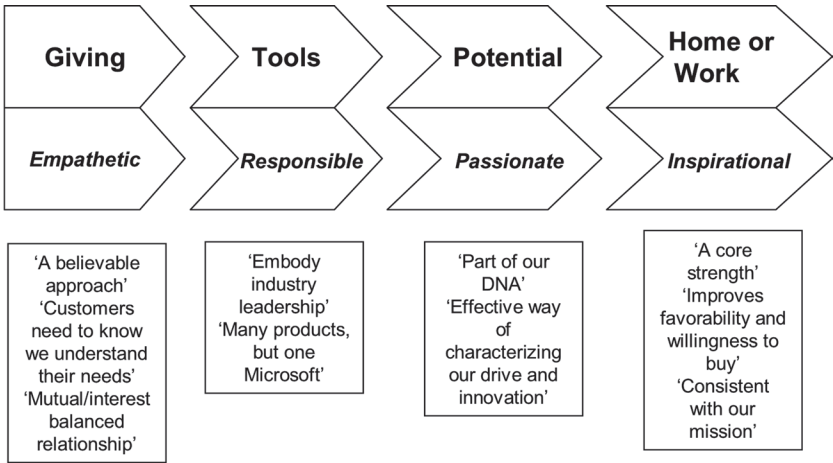 Giving
Tools
Potential
Home or
Work
Empathetic
Responsible
Passionate
Inspirational
‘A believable
approach’
‘Customers
need to know
we understand
their needs’
‘Mutual/interest
balanced
relationship’
‘Embody
industry
leadership’
‘Many products,
but one
Microsoft’
‘Part of our
DNA’
‘Effective way
of
characterizing
our drive and
innovation’
‘A core
strength’
‘Improves
favorability and
willingness to
buy’
‘Consistent
with our
mission’